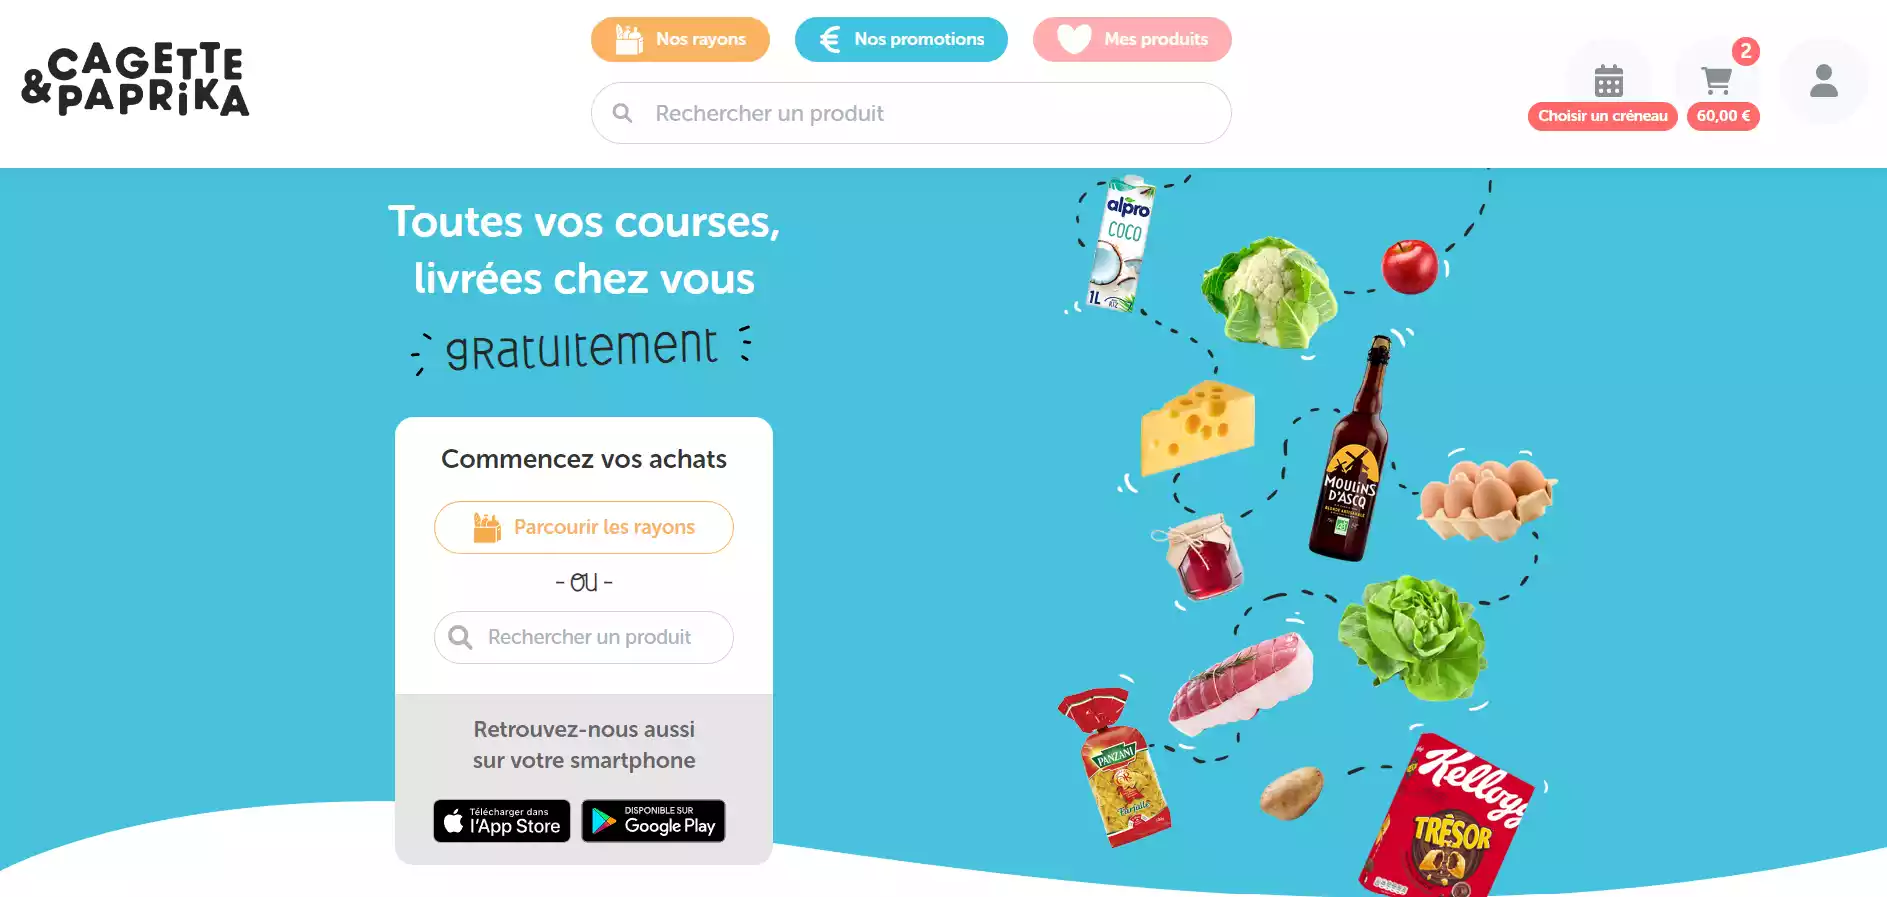 CAGETTE
&PAPRiKA
Nos rayons
€ Nos promotions
Mes produits
Rechercher un produit
Choisir un créneau
2
60,00 €
Toutes vos courses,
livrées chez vous
gratuitement
Commencez vos achats
Parcourir les rayons
- OU -
Rechercher un produit
Retrouvez-nous aussi
sur votre smartphone
Télécharger dans
l'App Store
DISPONIBLE SUR
Google Play
alpro
COCO
1L
MOULiNS
D'ASCQ
PANZANI
Farfalle
Kellogg's
TRÉSOR